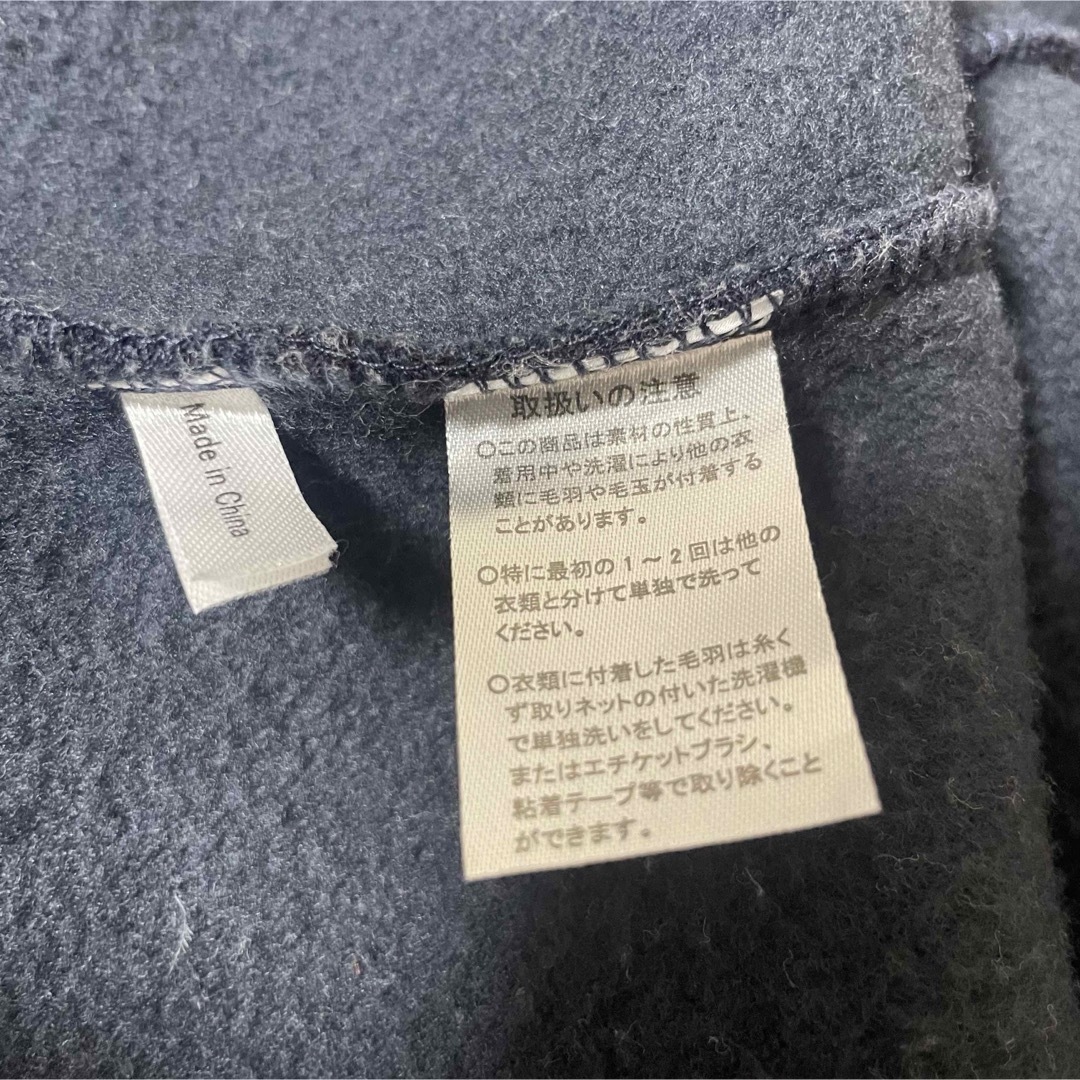 Made in China
取扱いの注意
○この商品は素材の性質上、
着用中や洗濯により他の衣
類に毛羽や毛玉が付着する
ことがあります。
○特に最初の1～2回は他の
衣類と分けて単独で洗って
ください。
○衣類に付着した毛羽は糸く
ず取りネットの付いた洗濯機
で単独洗いをしてください。
またはエチケットブラシ、
粘着テープ等で取り除くこと
ができます。